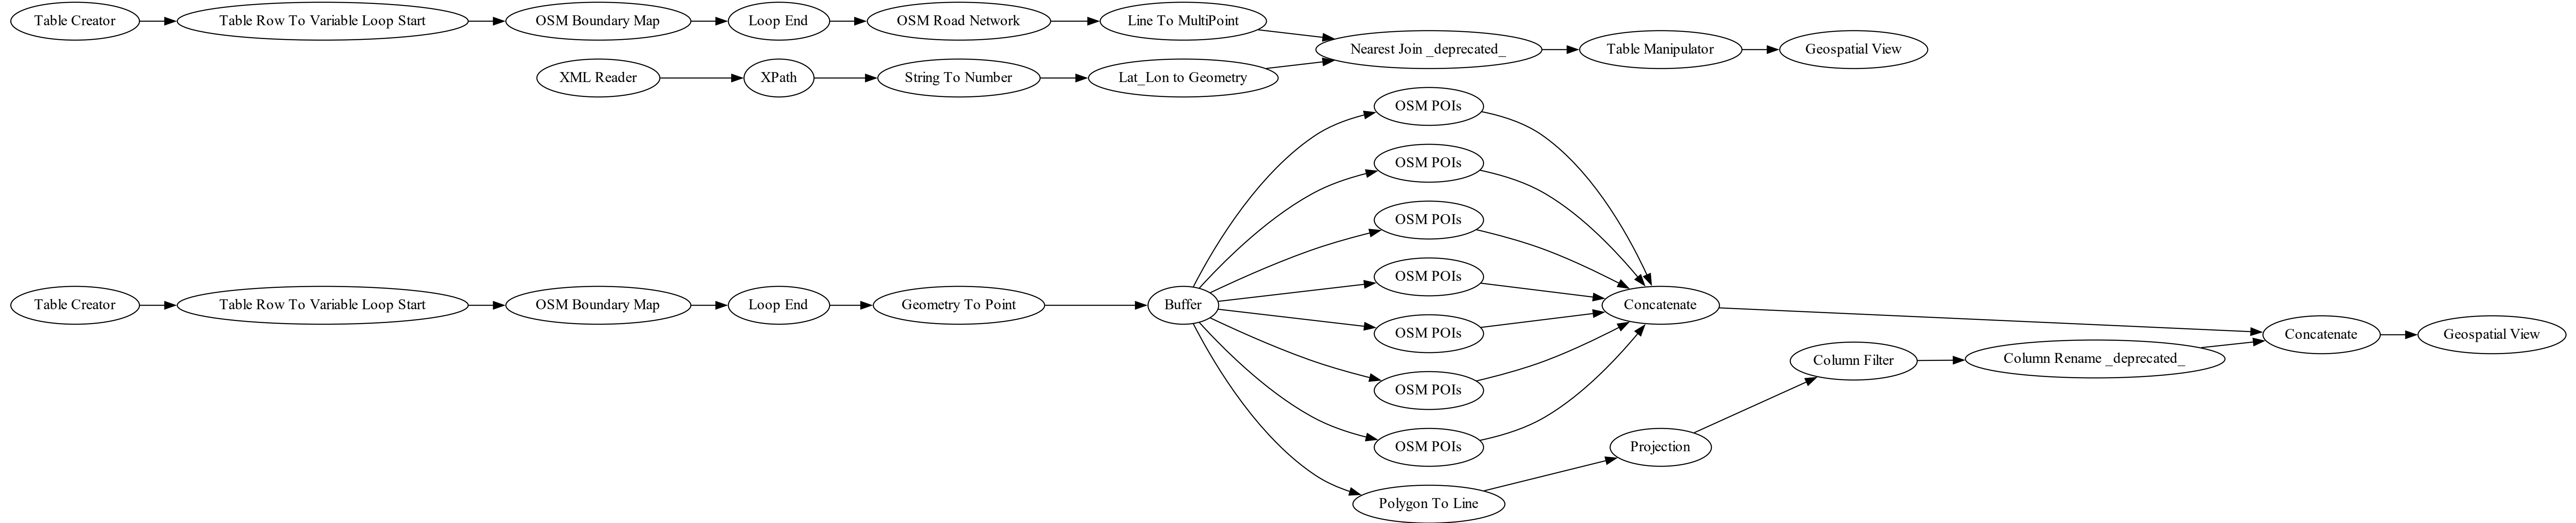 Table Creator
Table Row To Variable Loop Start
OSM Boundary Map
Loop End
OSM Road Network
Line To MultiPoint
Nearest Join _deprecated_
Table Manipulator
Geospatial View
XML Reader
XPath
String To Number
Lat_Lon to Geometry
OSM POIs
OSM POIs
OSM POIs
OSM POIs
Table Creator
Table Row To Variable Loop Start
OSM Boundary Map
Loop End
Geometry To Point
Buffer
Concatenate
OSM POIs
Concatenate
Geospatial View
Column Filter
Column Rename _deprecated_
OSM POIs
OSM POIs
Projection
Polygon To Line